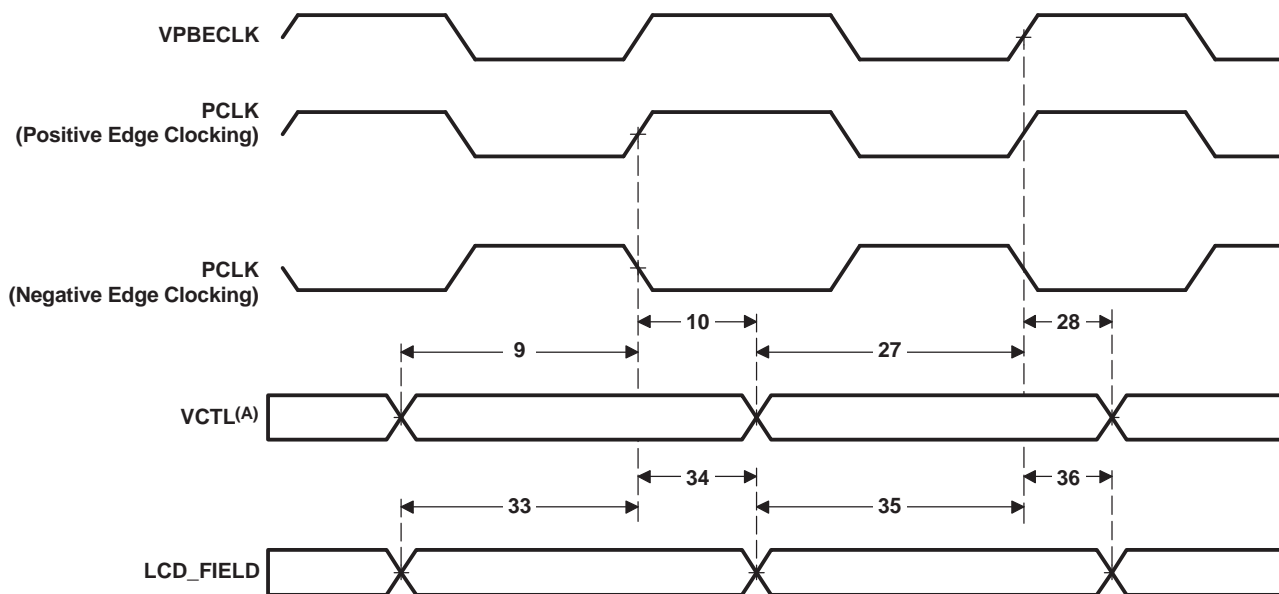 VPBECLK
PCLK
(Positive Edge Clocking)
PCLK
(Negative Edge Clocking)
10
28
9
27
VCTL(A)
34
36
33
35
LCD_FIELD